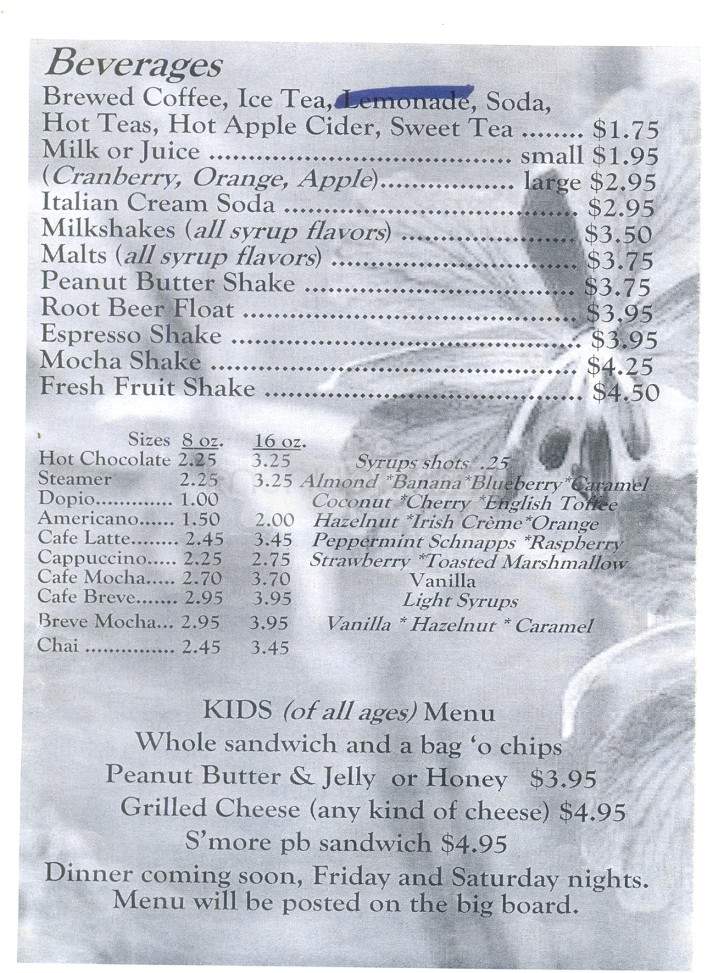 Beverages
Brewed Coffee, Ice Tea, Lemonade, Soda,
Hot Teas, Hot Apple Cider, Sweet Tea ........ $1.75
Milk or Juice ...................................... small $1.95
(Cranberry, Orange, Apple)................. large $2.95
Italian Cream Soda ..................................... $2.95
Milkshakes (all syrup flavors) ...................... $3.50
Malts (all syrup flavors) ............................... $3.75
Peanut Butter Shake .................................. $3.75
Root Beer Float .......................................... $3.95
Espresso Shake ............................................ $3.95
Mocha Shake .............................................. $4.25
Fresh Fruit Shake ........................................ $4.50
Sizes 8 oz. 16 oz.
Hot Chocolate 2.25 3.25 Syrups shots .25
Steamer 2.25 3.25 Almond *Banana*Blueberry*Caramel
Dopio............. 1.00 Coconut *Cherry *English Toffee
Americano...... 1.50 2.00 Hazelnut *Irish Crème*Orange
Cafe Latte........ 2.45 3.45 Peppermint Schnapps *Raspberry
Cappuccino..... 2.25 2.75 Strawberry *Toasted Marshmallow
Cafe Mocha..... 2.70 3.70 Vanilla
Cafe Breve....... 2.95 3.95 Light Syrups
Breve Mocha... 2.95 3.95 Vanilla * Hazelnut * Caramel
Chai ............... 2.45 3.45
KIDS (of all ages) Menu
Whole sandwich and a bag ‘o chips
Peanut Butter & Jelly or Honey $3.95
Grilled Cheese (any kind of cheese) $4.95
S’more pb sandwich $4.95
Dinner coming soon, Friday and Saturday nights.
Menu will be posted on the big board.